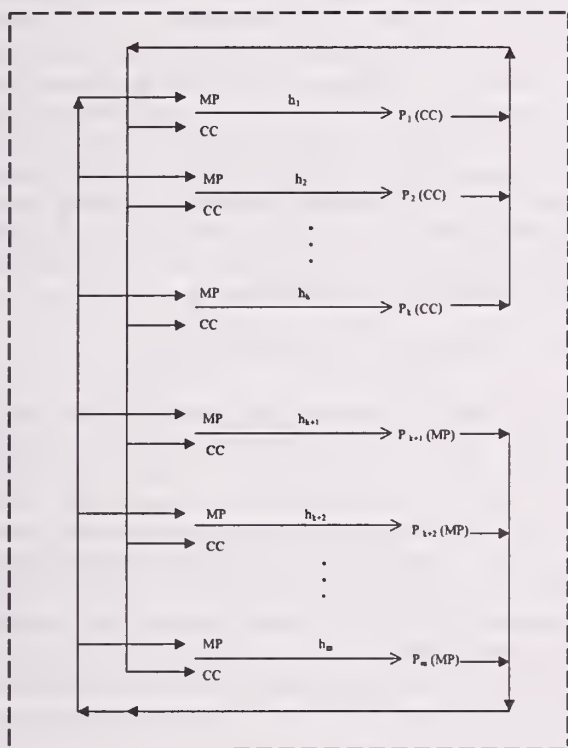 MP h₁ P₁ (CC)
CC
MP h₂ P₂ (CC)
CC
MP hₖ Pₖ (CC)
CC
MP hₖ₊₁ Pₖ₊₁ (MP)
CC
MP hₖ₊₂ Pₖ₊₂ (MP)
CC
MP hₘ Pₘ (MP)
CC